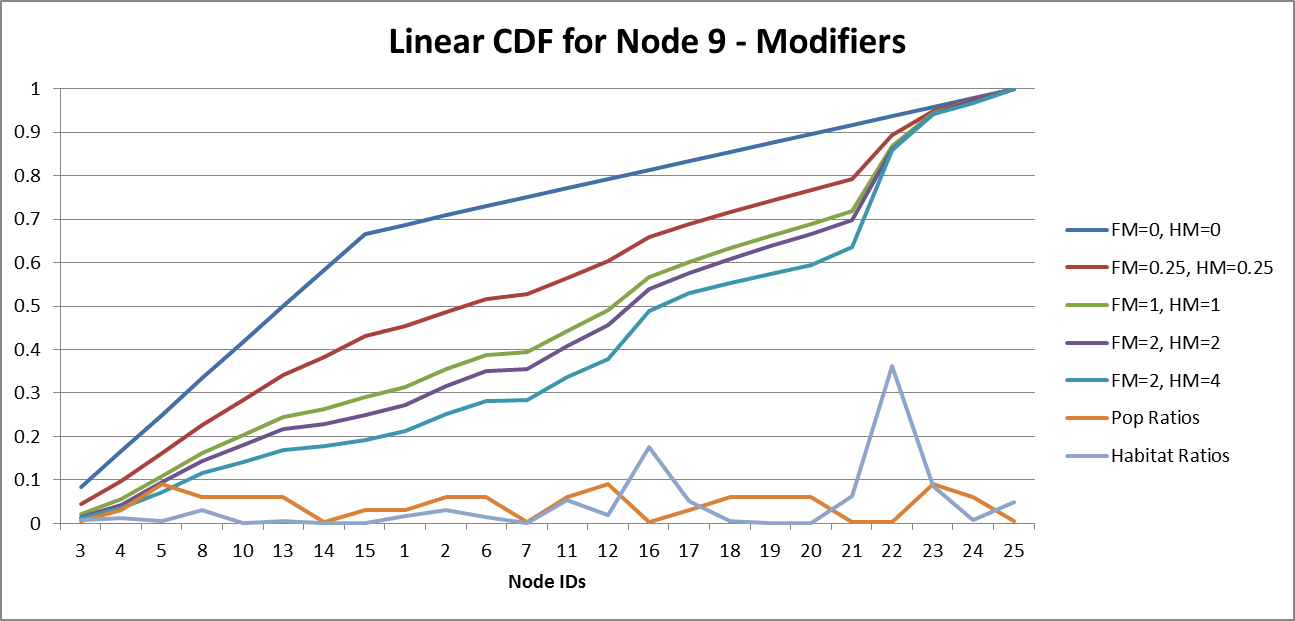 Linear CDF for Node 9 - Modifiers
1
0.9
0.8
0.7
0.6
0.5
0.4
0.3
0.2
0.1
0
3 4 5 8 10 13 14 15 1 2 6 7 11 12 16 17 18 19 20 21 22 23 24 25
Node IDs
FM=0, HM=0
FM=0.25, HM=0.25
FM=1, HM=1
FM=2, HM=2
FM=2, HM=4
Pop Ratios
Habitat Ratios